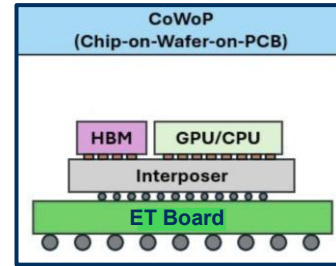 CoWoP
(Chip-on-Wafer-on-PCB)
HBM
GPU/CPU
Interposer
ET Board